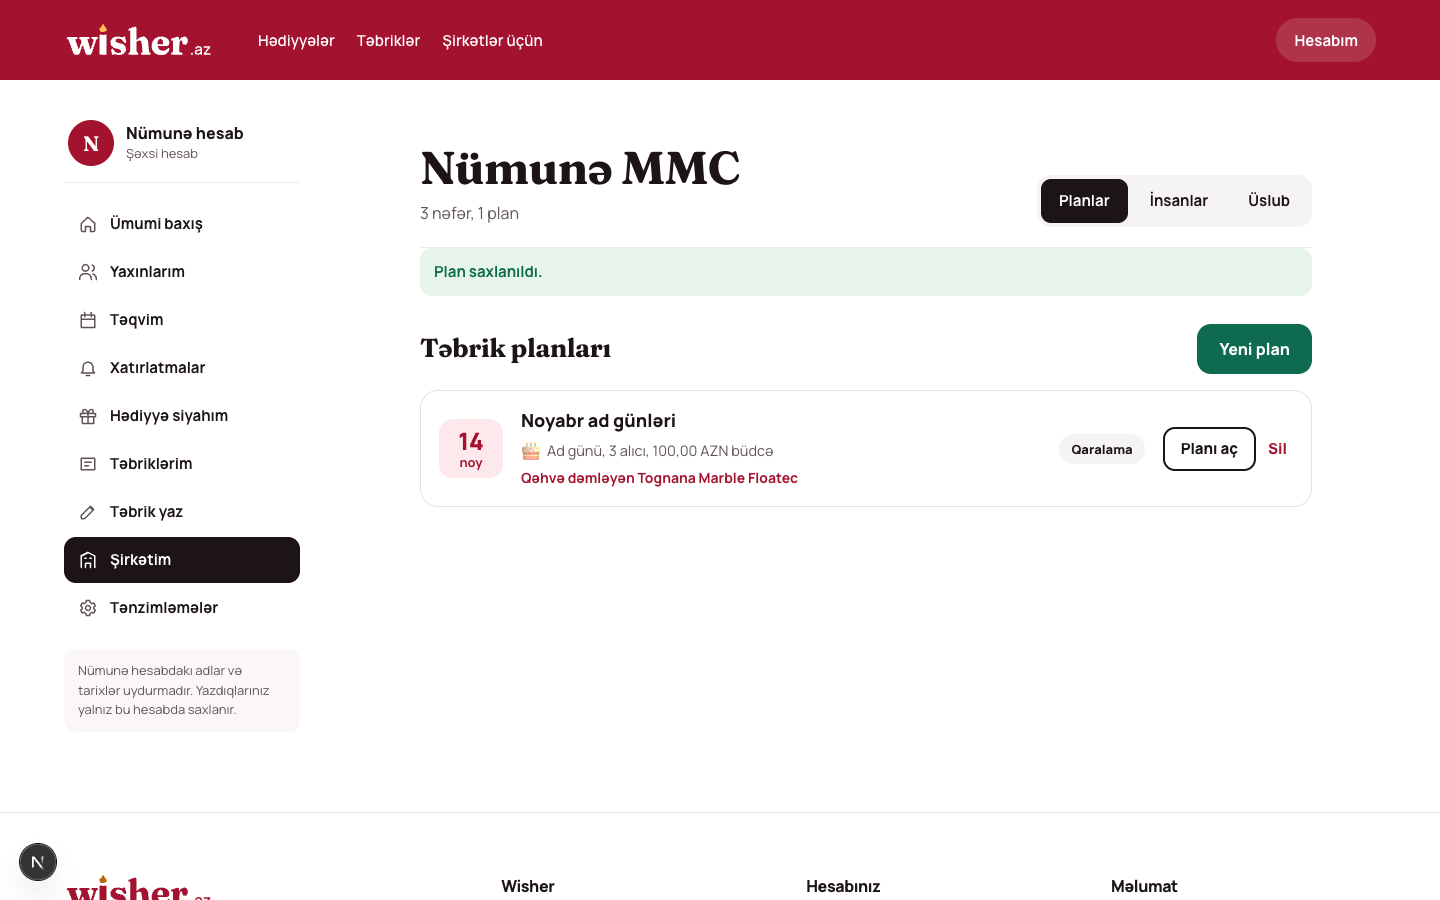 wisher.az
Hədiyyələr
Təbriklər
Şirkətlər üçün
Hesabım
N
Nümunə hesab
Şəxsi hesab
Ümumi baxış
Yaxınlarım
Təqvim
Xatırlatmalar
Hədiyyə siyahım
Təbriklərim
Təbrik yaz
Şirkətim
Tənzimləmələr
Nümunə hesabdakı adlar və
tarixlər uydurmadır. Yazdıqlarınız
yalnız bu hesabda saxlanır.
Nümunə MMC
3 nəfər, 1 plan
Planlar
İnsanlar
Üslub
Plan saxlanıldı.
Təbrik planları
Yeni plan
14
noy
Noyabr ad günləri
Ad günü, 3 alıcı, 100,00 AZN büdcə
Qəhvə dəmləyən Tognana Marble Floatec
Qaralama
Planı aç
Sil
N
wisher.az
Wisher
Hesabınız
Məlumat